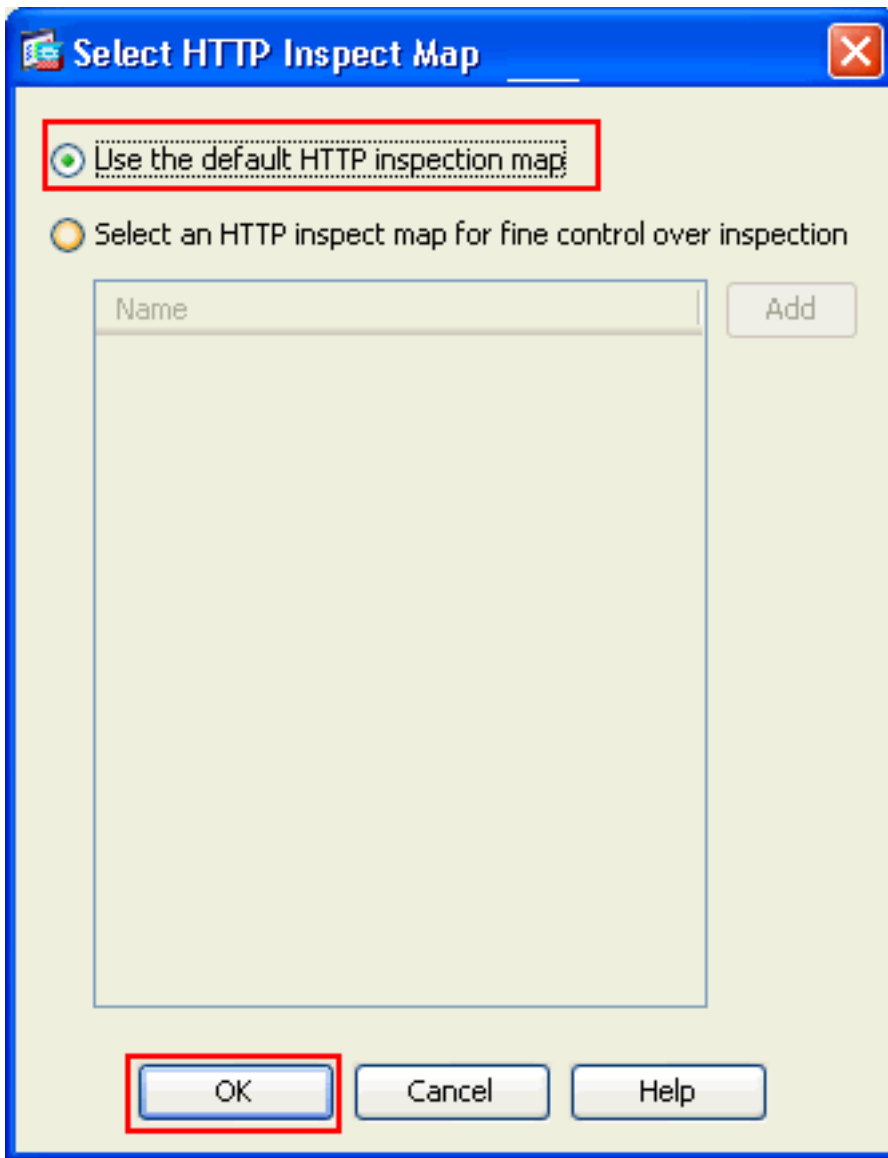 Select HTTP Inspect Map
Use the default HTTP inspection map
Select an HTTP inspect map for fine control over inspection
Name
Add
OK
Cancel
Help